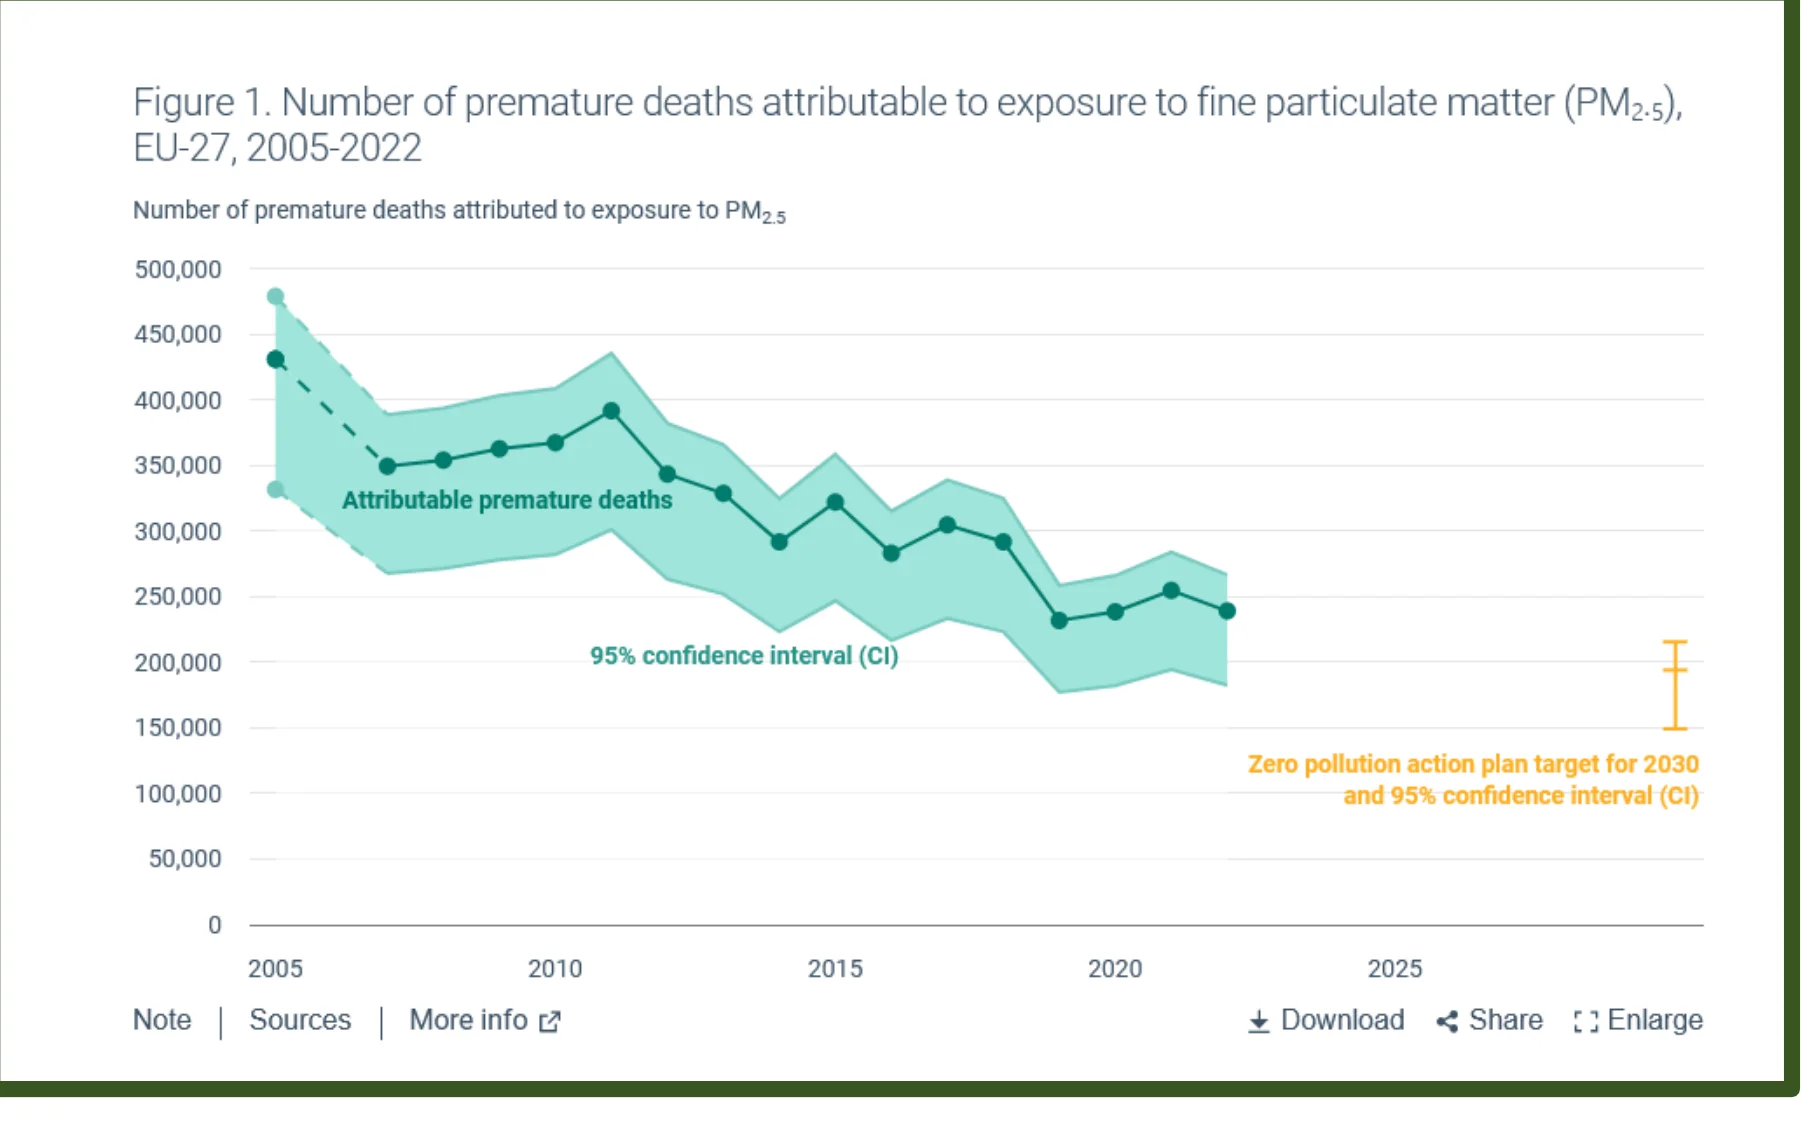 Figure 1. Number of premature deaths attributable to exposure to fine particulate matter (PM₂.₅),
EU-27, 2005-2022
Number of premature deaths attributed to exposure to PM₂.₅
500,000
450,000
400,000
350,000
300,000
250,000
200,000
150,000
100,000
50,000
0
Attributable premature deaths
95% confidence interval (CI)
Zero pollution action plan target for 2030
and 95% confidence interval (CI)
2005 2010 2015 2020 2025
Note | Sources | More info Download Share Enlarge